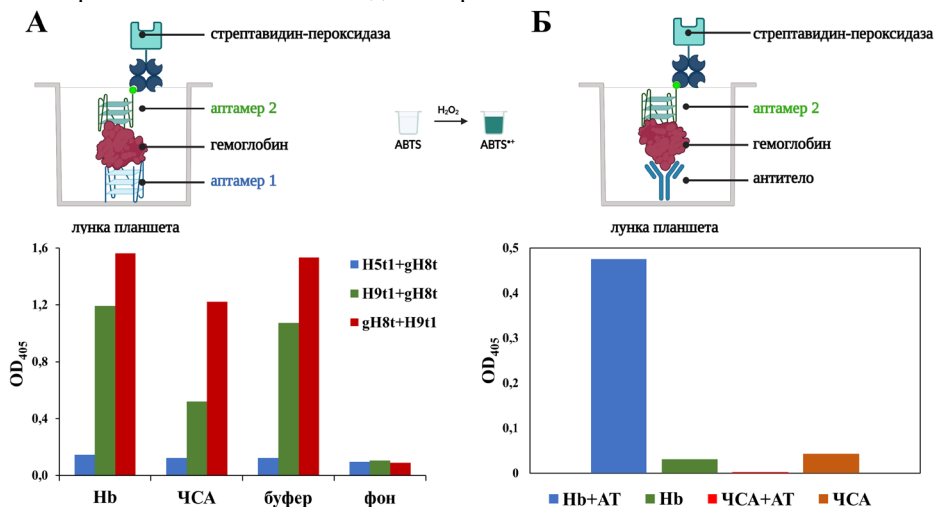 А
Б
стрептавидин-пероксидаза
аптамер 2
гемоглобин
аптамер 1
лунка планшета
H₂O₂
ABTS
ABTS•+
стрептавидин-пероксидаза
аптамер 2
гемоглобин
антитело
лунка планшета
OD405
1,6
1,2
0,8
0,4
0,0
H5t1+gH8t
H9t1+gH8t
gH8t+H9t1
Hb
ЧСА
буфер
фон
OD405
0,5
0,4
0,3
0,2
0,1
0
Hb+АТ
Hb
ЧСА+АТ
ЧСА